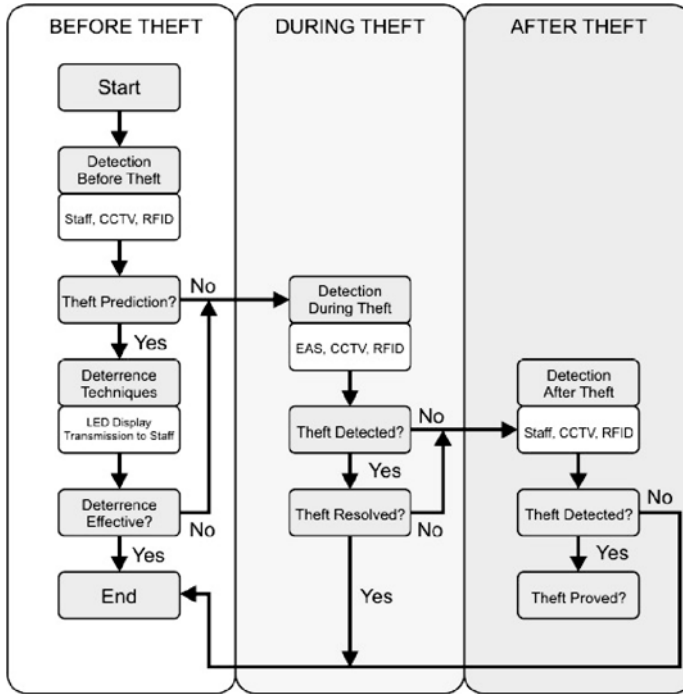 BEFORE THEFT
Start
Detection
Before Theft
Staff, CCTV, RFID
Theft Prediction?
No
Yes
Deterrence
Techniques
LED Display
Transmission to Staff
Deterrence
Effective?
No
Yes
End
DURING THEFT
Detection
During Theft
EAS, CCTV, RFID
Theft Detected?
No
Yes
Theft Resolved?
No
Yes
AFTER THEFT
Detection
After Theft
Staff, CCTV, RFID
Theft Detected?
No
Yes
Theft Proved?